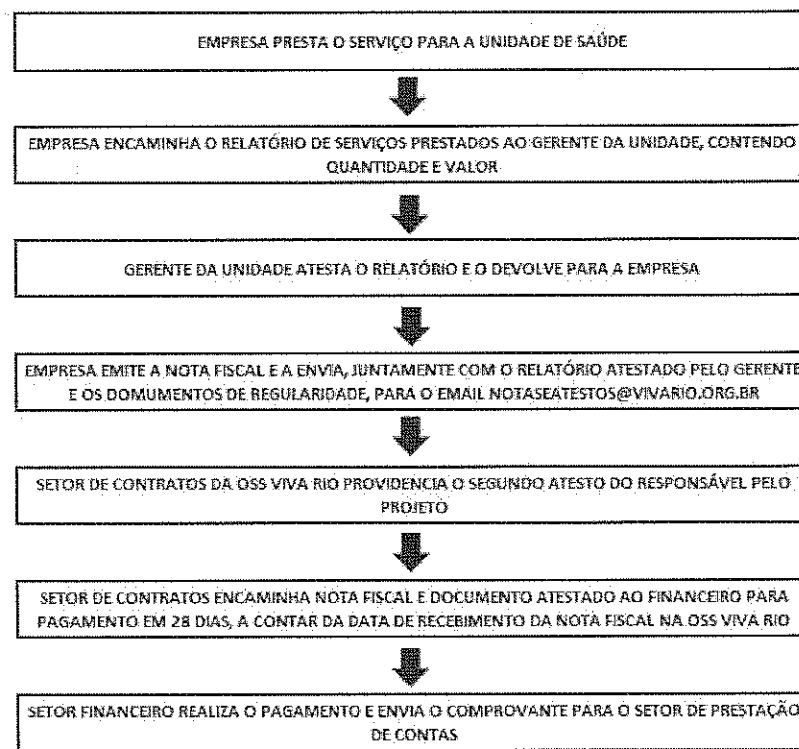 EMPRESA PRESTA O SERVIÇO PARA A UNIDADE DE SAÚDE
EMPRESA ENCAMINHA O RELATÓRIO DE SERVIÇOS PRESTADOS AO GERENTE DA UNIDADE, CONTENDO
QUANTIDADE E VALOR
GERENTE DA UNIDADE ATESTA O RELATÓRIO E O DEVOLVE PARA A EMPRESA
EMPRESA EMITE A NOTA FISCAL E A ENVIA, JUNTAMENTE COM O RELATÓRIO ATESTADO PELO GERENTE
E OS DOMUMENTOS DE REGULARIDADE, PARA O EMAIL NOTASEATESTOS@VIVARIO.ORG.BR
SETOR DE CONTRATOS DA OSS VIVA RIO PROVIDENCIA O SEGUNDO ATESTO DO RESPONSÁVEL PELO
PROJETO
SETOR DE CONTRATOS ENCAMINHA NOTA FISCAL E DOCUMENTO ATESTADO AO FINANCEIRO PARA
PAGAMENTO EM 28 DIAS, A CONTAR DA DATA DE RECEBIMENTO DA NOTA FISCAL NA OSS VIVA RIO
SETOR FINANCEIRO REALIZA O PAGAMENTO E ENVIA O COMPROVANTE PARA O SETOR DE PRESTAÇÃO
DE CONTAS